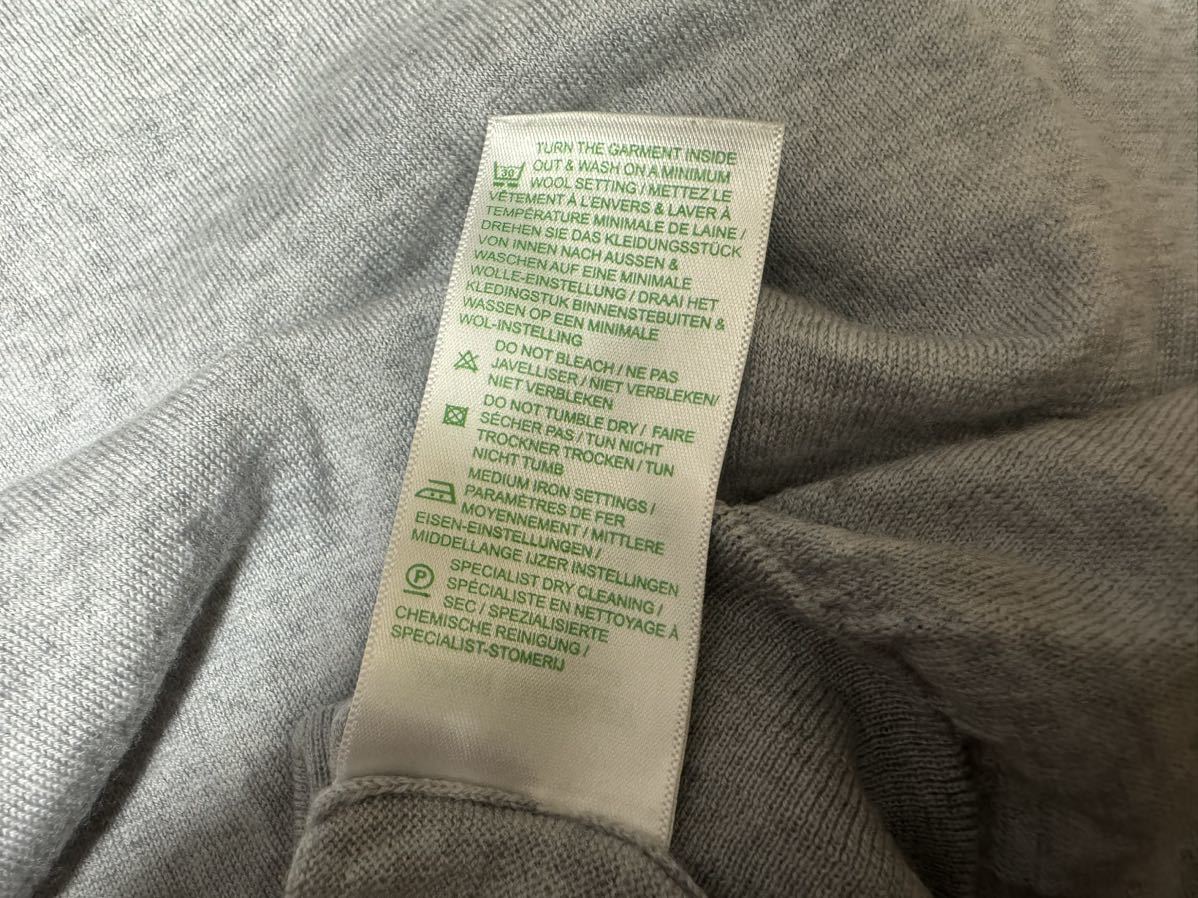 TURN THE GARMENT INSIDE
30 OUT & WASH ON A MINIMUM
WOOL SETTING / METTEZ LE
VÊTEMENT À L'ENVERS & LAVER À
TEMPÉRATURE MINIMALE DE LAINE /
DREHEN SIE DAS KLEIDUNGSSTÜCK
VON INNEN NACH AUSSEN &
WASCHEN AUF EINE MINIMALE
WOLLE-EINSTELLUNG / DRAAI HET
KLEDINGSTUK BINNENSTEBUITEN &
WASSEN OP EEN MINIMALE
WOL-INSTELLING
DO NOT BLEACH / NE PAS
JAVELLISER / NIET VERBLEKEN/
NIET VERBLEKEN
DO NOT TUMBLE DRY / FAIRE
SÉCHER PAS / TUN NICHT
TROCKNER TROCKEN / TUN
NICHT TUMB
MEDIUM IRON SETTINGS /
PARAMÈTRES DE FER
MOYENNEMENT / MITTLERE
EISEN-EINSTELLUNGEN /
MIDDELLANGE IJZER INSTELLINGEN
P SPECIALIST DRY CLEANING /
SPÉCIALISTE EN NETTOYAGE À
SEC / SPEZIALISIERTE
CHEMISCHE REINIGUNG /
SPECIALIST-STOMERIJ